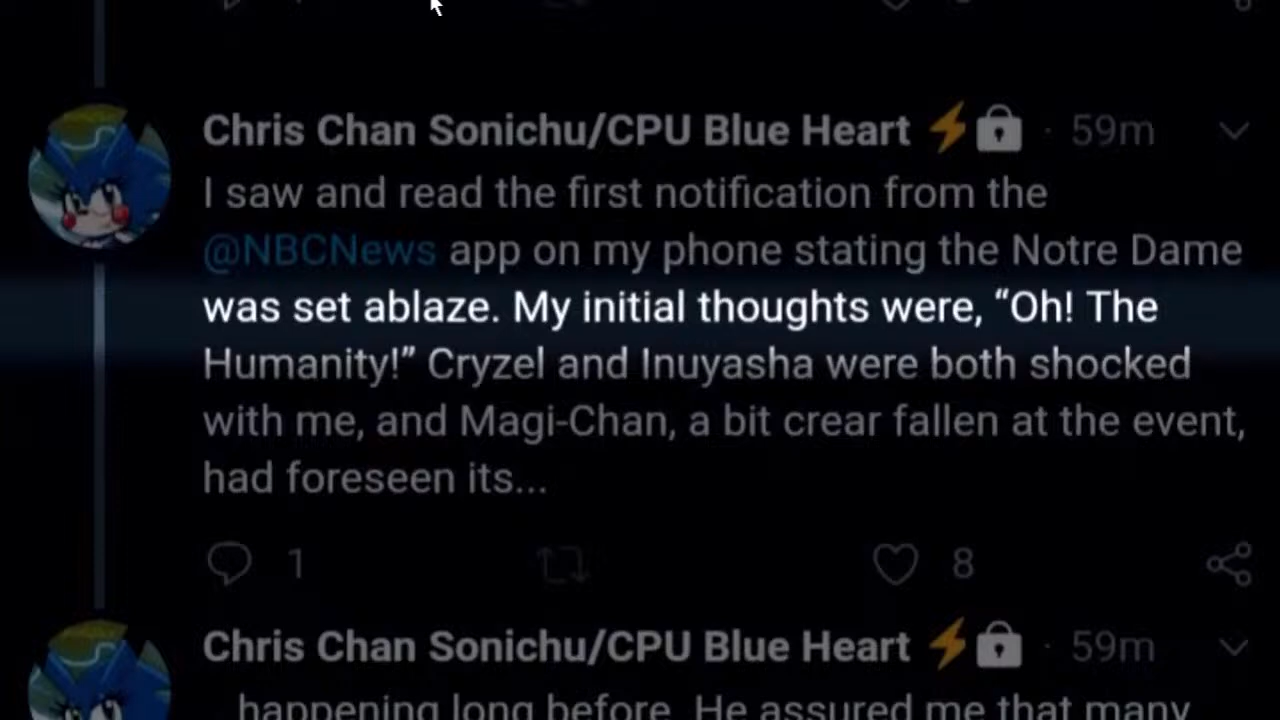 Chris Chan Sonichu/CPU Blue Heart ⚡🔒 · 59m
I saw and read the first notification from the
@NBCNews app on my phone stating the Notre Dame
was set ablaze. My initial thoughts were, “Oh! The
Humanity!” Cryzel and Inuyasha were both shocked
with me, and Magi-Chan, a bit crear fallen at the event,
had foreseen its...
1 8
Chris Chan Sonichu/CPU Blue Heart ⚡🔒 · 59m
happening long before. He assured me that many